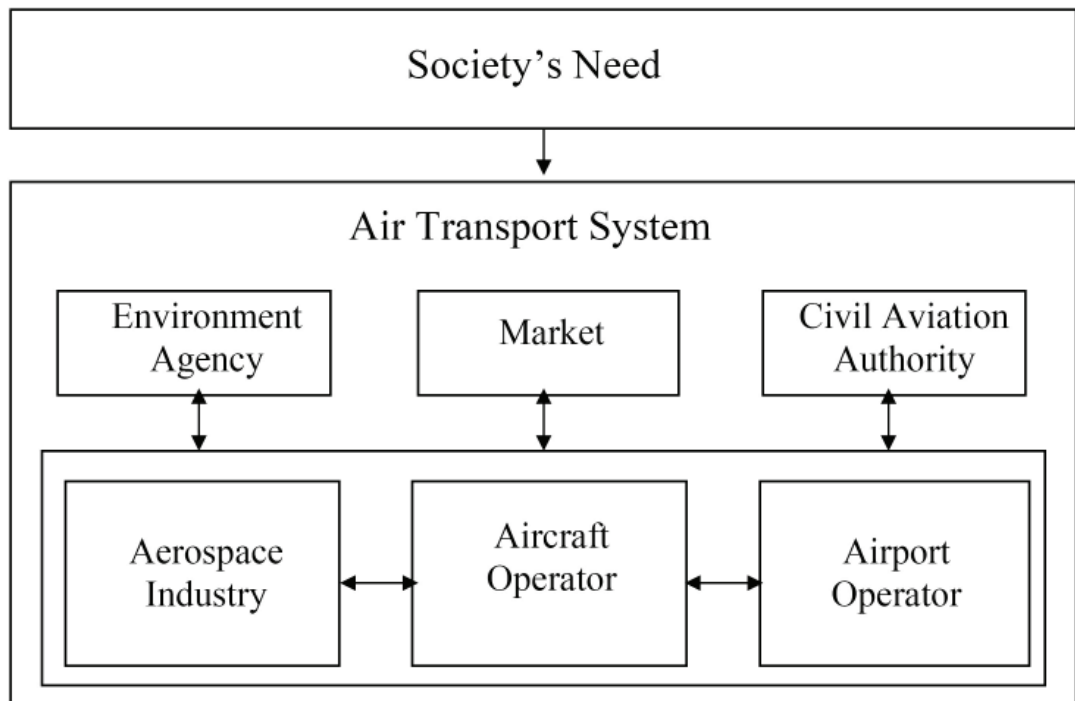 Society’s Need
Air Transport System
Environment
Agency
Market
Civil Aviation
Authority
Aerospace
Industry
Aircraft
Operator
Airport
Operator